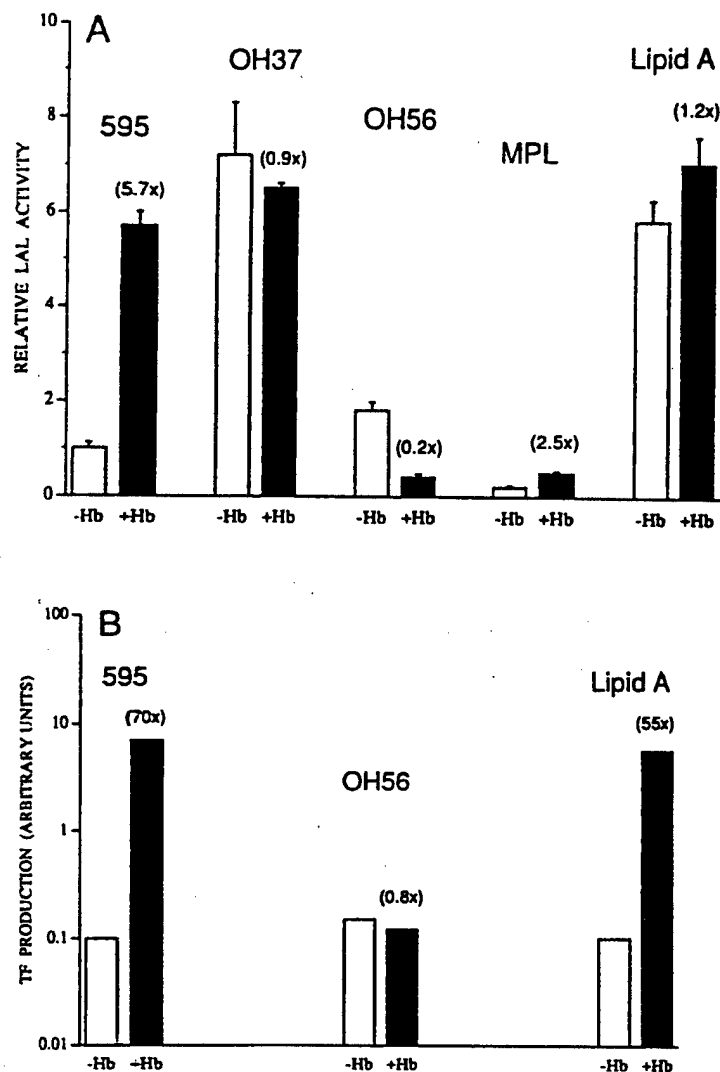 A
RELATIVE LAL ACTIVITY
10
8
6
4
2
0
595
(5.7x)
OH37
(0.9x)
OH56
(0.2x)
MPL
(2.5x)
Lipid A
(1.2x)
-Hb +Hb -Hb +Hb -Hb +Hb -Hb +Hb -Hb +Hb
B
TF PRODUCTION (ARBITRARY UNITS)
100
10
1
0.1
0.01
595
(70x)
OH56
(0.8x)
Lipid A
(55x)
-Hb +Hb -Hb +Hb -Hb +Hb